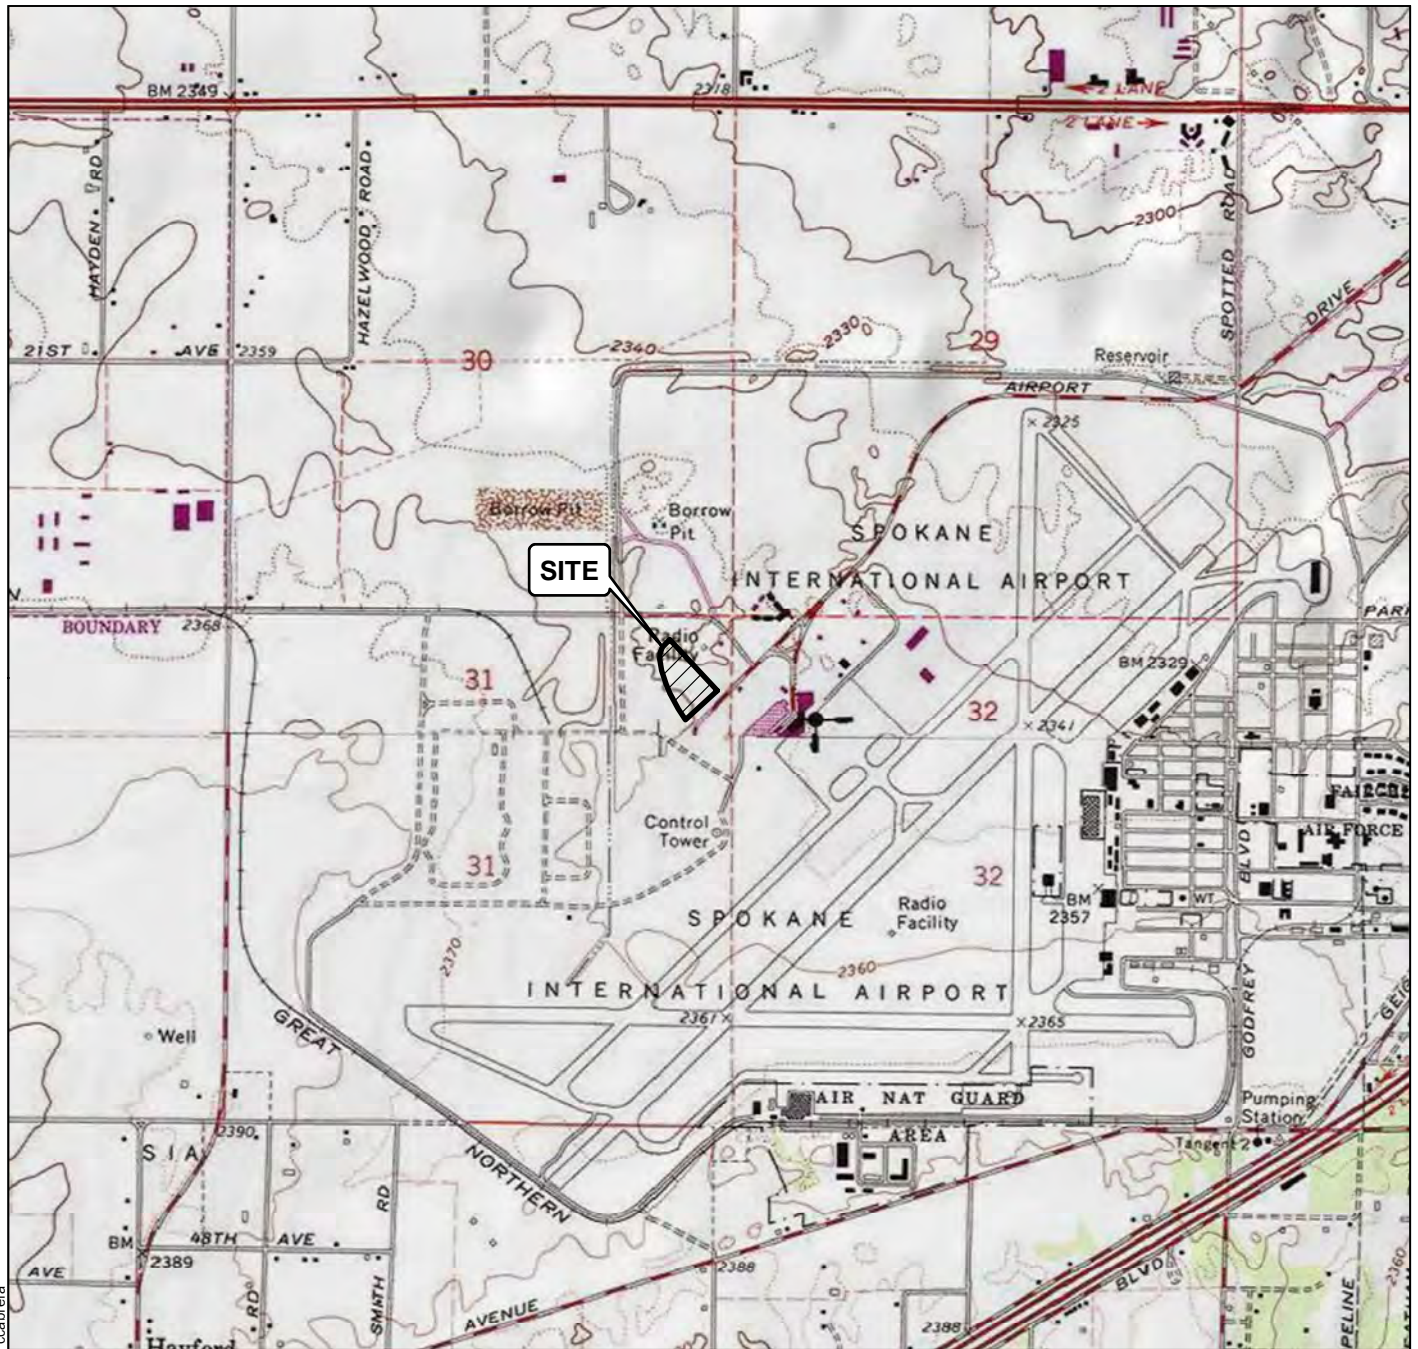 BM 2349
2318
2 LANE
2 LANE
HAYDEN RD
HAZELWOOD ROAD
2300
SPOTTED ROAD
DRIVE
21ST AVE
2359
30
2340
2330
29
Reservoir
AIRPORT
2325
Borrow Pit
Borrow
Pit
SPOKANE
INTERNATIONAL AIRPORT
SITE
BOUNDARY
2368
Radio
Facility
31
BM 2329
32
2341
Control
Tower
31
32
AIR FORCE
BLVD
SPOKANE
Radio
Facility
BM
2357
WT
2370
2360
INTERNATIONAL AIRPORT
2361
2365
GODFREY
Well
GREAT
NORTHERN
AIR NAT GUARD
AREA
Pumping
Station
Tangent 2
2390
SIA
RD
48TH AVE
BM
2389
AVE
RD
SMITH
2388
AVENUE
BLVD
2388
2360
Hayford
ccabrera